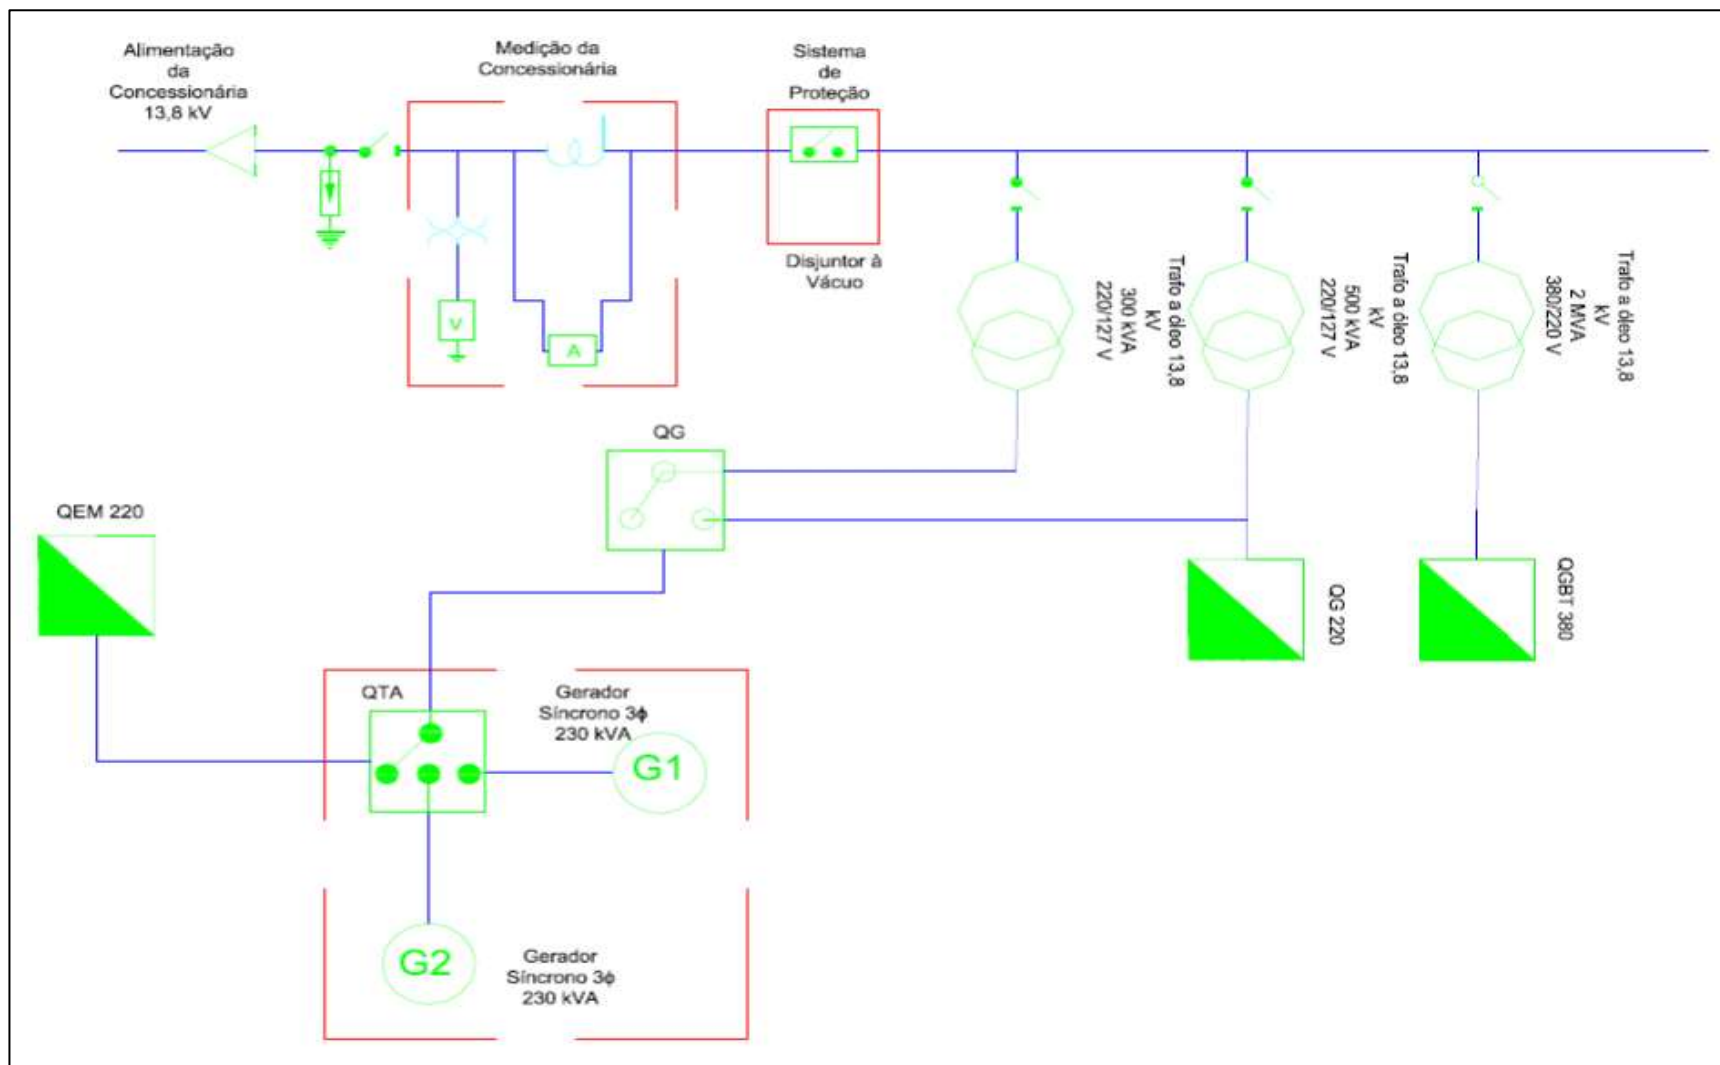 Alimentação
da
Concessionária
13,8 kV
Medição da
Concessionária
Sistema
de
Proteção
Disjuntor à
Vácuo
V
A
Trafo a óleo 13,8
kV
300 kVA
220/127 V
Trafo a óleo 13,8
kV
500 kVA
220/127 V
Trafo a óleo 13,8
kV
2 MVA
380/220 V
QG
QEM 220
QG 220
QGBT 380
QTA
Gerador
Síncrono 3ϕ
230 kVA
G1
G2
Gerador
Síncrono 3ϕ
230 kVA